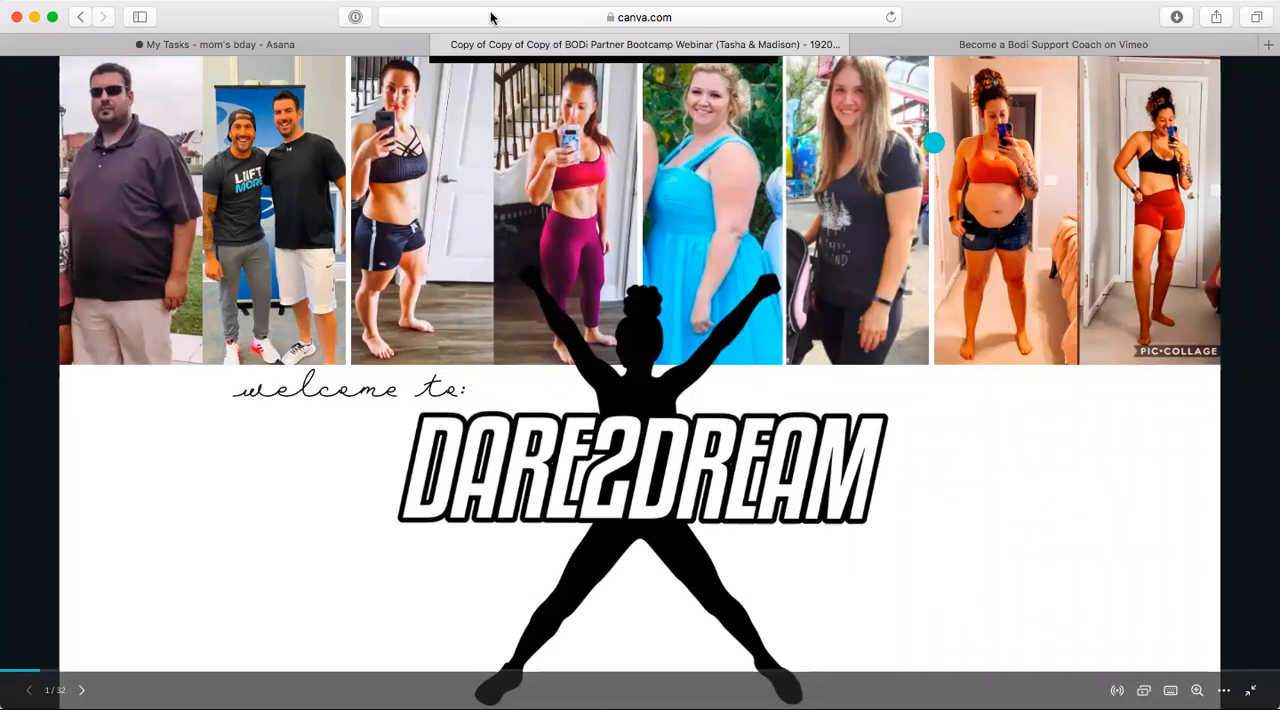 canva.com
My Tasks - mom's bday - Asana
Copy of Copy of Copy of BODi Partner Bootcamp Webinar (Tasha & Madison) - 1920...
Become a Bodi Support Coach on Vimeo
LIIFT
MORE
PIC•COLLAGE
welcome to:
DARE2DREAM
1 / 32